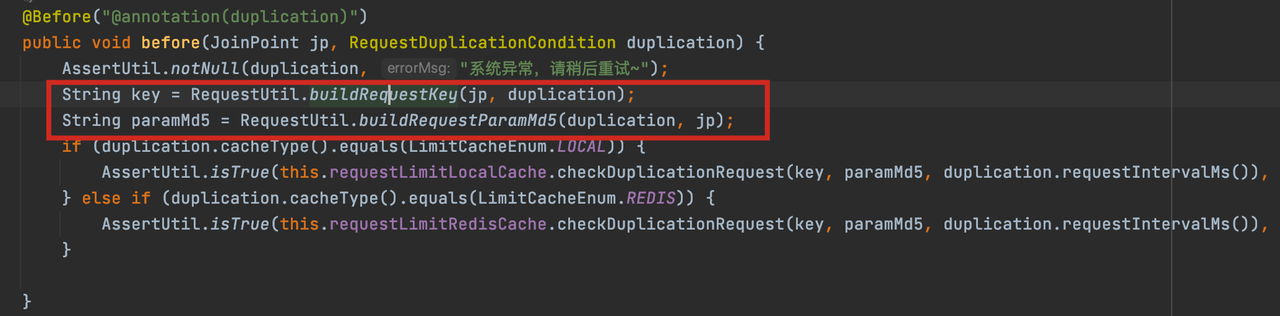 @Before("@annotation(duplication)")
public void before(JoinPoint jp, RequestDuplicationCondition duplication) {
AssertUtil.notNull(duplication, errorMsg: "系统异常，请稍后重试~");
String key = RequestUtil.buildRequestKey(jp, duplication);
String paramMd5 = RequestUtil.buildRequestParamMd5(duplication, jp);
if (duplication.cacheType().equals(LimitCacheEnum.LOCAL)) {
AssertUtil.isTrue(this.requestLimitLocalCache.checkDuplicationRequest(key, paramMd5, duplication.requestIntervalMs()),
} else if (duplication.cacheType().equals(LimitCacheEnum.REDIS)) {
AssertUtil.isTrue(this.requestLimitRedisCache.checkDuplicationRequest(key, paramMd5, duplication.requestIntervalMs()),
}
}